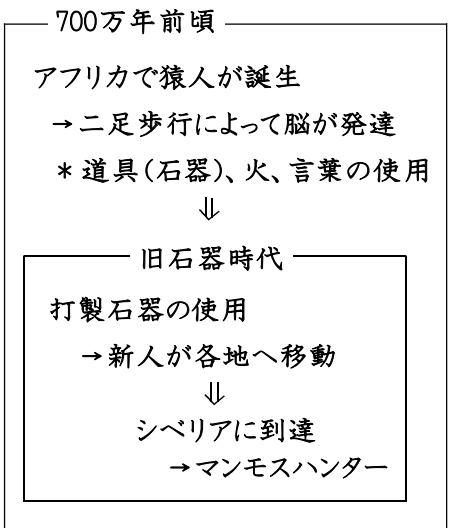 700万年前頃
アフリカで猿人が誕生
→二足歩行によって脳が発達
＊道具(石器)、火、言葉の使用
⇓
旧石器時代
打製石器の使用
→新人が各地へ移動
⇓
シベリアに到達
→マンモスハンター